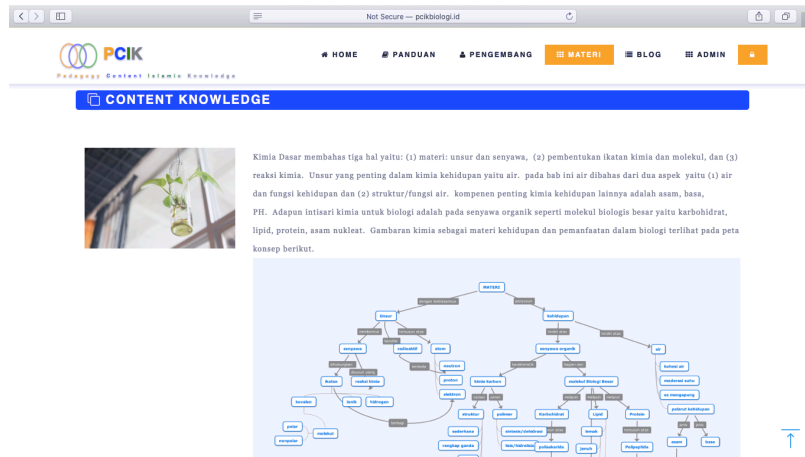 Not Secure — pcikbiologi.id
PCIK
Pedagogy Content Islamic Knowledge
HOME
PANDUAN
PENGEMBANG
MATERI
BLOG
ADMIN
CONTENT KNOWLEDGE
Kimia Dasar membahas tiga hal yaitu: (1) materi: unsur dan senyawa, (2) pembentukan ikatan kimia dan molekul, dan (3)
reaksi kimia. Unsur yang penting dalam kimia kehidupan yaitu air. pada bab ini air dibahas dari dua aspek yaitu (1) air
dan fungsi kehidupan dan (2) struktur/fungsi air. kompenen penting kimia kehidupan lainnya adalah asam, basa,
PH. Adapun intisari kimia untuk biologi adalah pada senyawa organik seperti molekul biologis besar yaitu karbohidrat,
lipid, protein, asam nukleat. Gambaran kimia sebagai materi kehidupan dan pemanfaatan dalam biologi terlihat pada peta
konsep berikut.
MATERI
Unsur
kehidupan
senyawa
radioaktif
atom
senyawa organik
air
neutron
kohesi air
ikatan
reaksi kimia
proton
kimia karbon
molekul Biologi Besar
moderasi suhu
elektron
es mengapung
kovalen
ionik
hidrogen
berbagi
struktur
polimer
Karbohidrat
Lipid
Protein
pelarut kehidupan
polar
nonpolar
molekul
sederhana
rangkap ganda
polisakarida
lemak
jenuh
Polipeptida
asam
basa